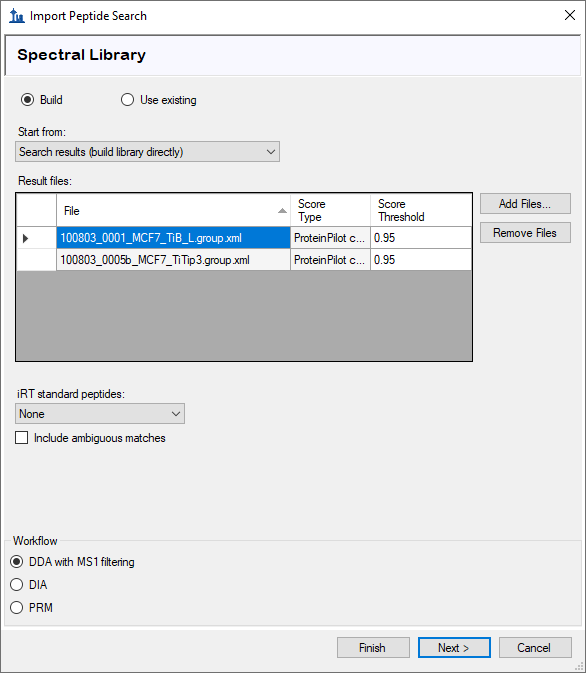 Import Peptide Search
Spectral Library
Build
Use existing
Start from:
Search results (build library directly)
Result files:
File
Score Type
Score Threshold
100803_0001_MCF7_TiB_L.group.xml
ProteinPilot c...
0.95
100803_0005b_MCF7_TiTip3.group.xml
ProteinPilot c...
0.95
Add Files...
Remove Files
iRT standard peptides:
None
Include ambiguous matches
Workflow
DDA with MS1 filtering
DIA
PRM
Finish
Next >
Cancel